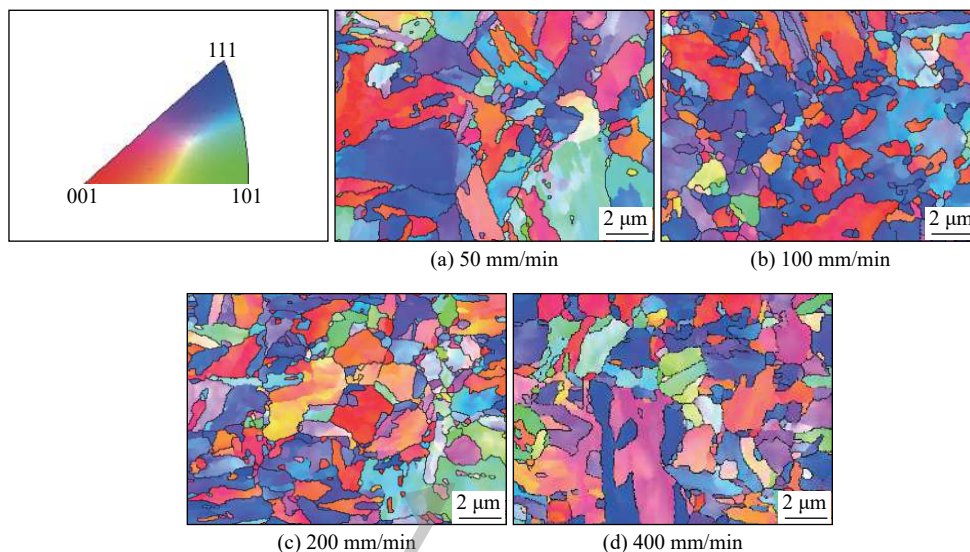 111
001
101
2 μm
2 μm
(a) 50 mm/min
(b) 100 mm/min
2 μm
2 μm
(c) 200 mm/min
(d) 400 mm/min